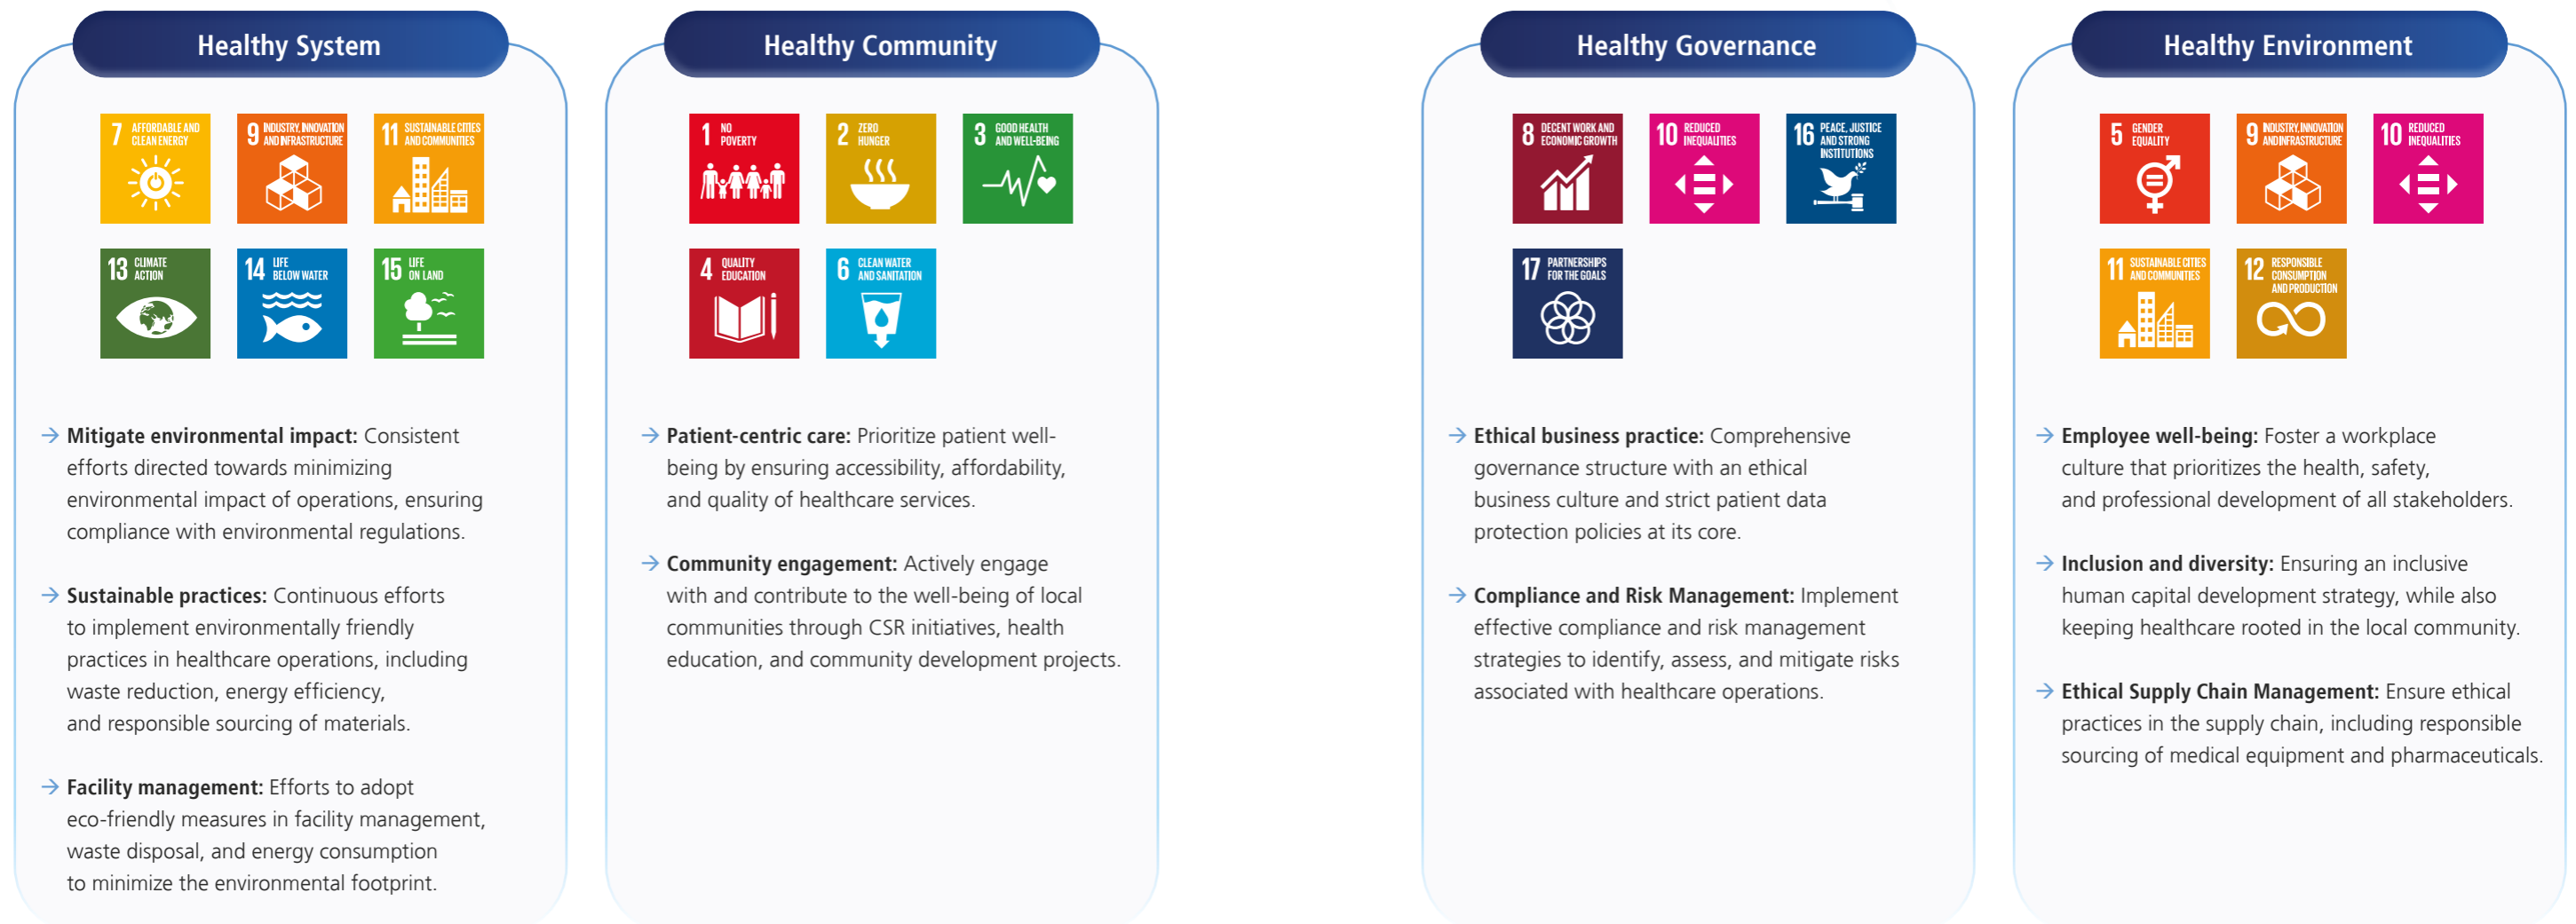 Healthy System
7 AFFORDABLE AND
CLEAN ENERGY
9 INDUSTRY, INNOVATION
AND INFRASTRUCTURE
11 SUSTAINABLE CITIES
AND COMMUNITIES
13 CLIMATE
ACTION
14 LIFE
BELOW WATER
15 LIFE
ON LAND
→ Mitigate environmental impact: Consistent
efforts directed towards minimizing
environmental impact of operations, ensuring
compliance with environmental regulations.
→ Sustainable practices: Continuous efforts
to implement environmentally friendly
practices in healthcare operations, including
waste reduction, energy efficiency,
and responsible sourcing of materials.
→ Facility management: Efforts to adopt
eco-friendly measures in facility management,
waste disposal, and energy consumption
to minimize the environmental footprint.
Healthy Community
1 NO
POVERTY
2 ZERO
HUNGER
3 GOOD HEALTH
AND WELL-BEING
4 QUALITY
EDUCATION
6 CLEAN WATER
AND SANITATION
→ Patient-centric care: Prioritize patient well-
being by ensuring accessibility, affordability,
and quality of healthcare services.
→ Community engagement: Actively engage
with and contribute to the well-being of local
communities through CSR initiatives, health
education, and community development projects.
Healthy Governance
8 DECENT WORK AND
ECONOMIC GROWTH
10 REDUCED
INEQUALITIES
16 PEACE, JUSTICE
AND STRONG
INSTITUTIONS
17 PARTNERSHIPS
FOR THE GOALS
→ Ethical business practice: Comprehensive
governance structure with an ethical
business culture and strict patient data
protection policies at its core.
→ Compliance and Risk Management: Implement
effective compliance and risk management
strategies to identify, assess, and mitigate risks
associated with healthcare operations.
Healthy Environment
5 GENDER
EQUALITY
9 INDUSTRY, INNOVATION
AND INFRASTRUCTURE
10 REDUCED
INEQUALITIES
11 SUSTAINABLE CITIES
AND COMMUNITIES
12 RESPONSIBLE
CONSUMPTION
AND PRODUCTION
→ Employee well-being: Foster a workplace
culture that prioritizes the health, safety,
and professional development of all stakeholders.
→ Inclusion and diversity: Ensuring an inclusive
human capital development strategy, while also
keeping healthcare rooted in the local community.
→ Ethical Supply Chain Management: Ensure ethical
practices in the supply chain, including responsible
sourcing of medical equipment and pharmaceuticals.